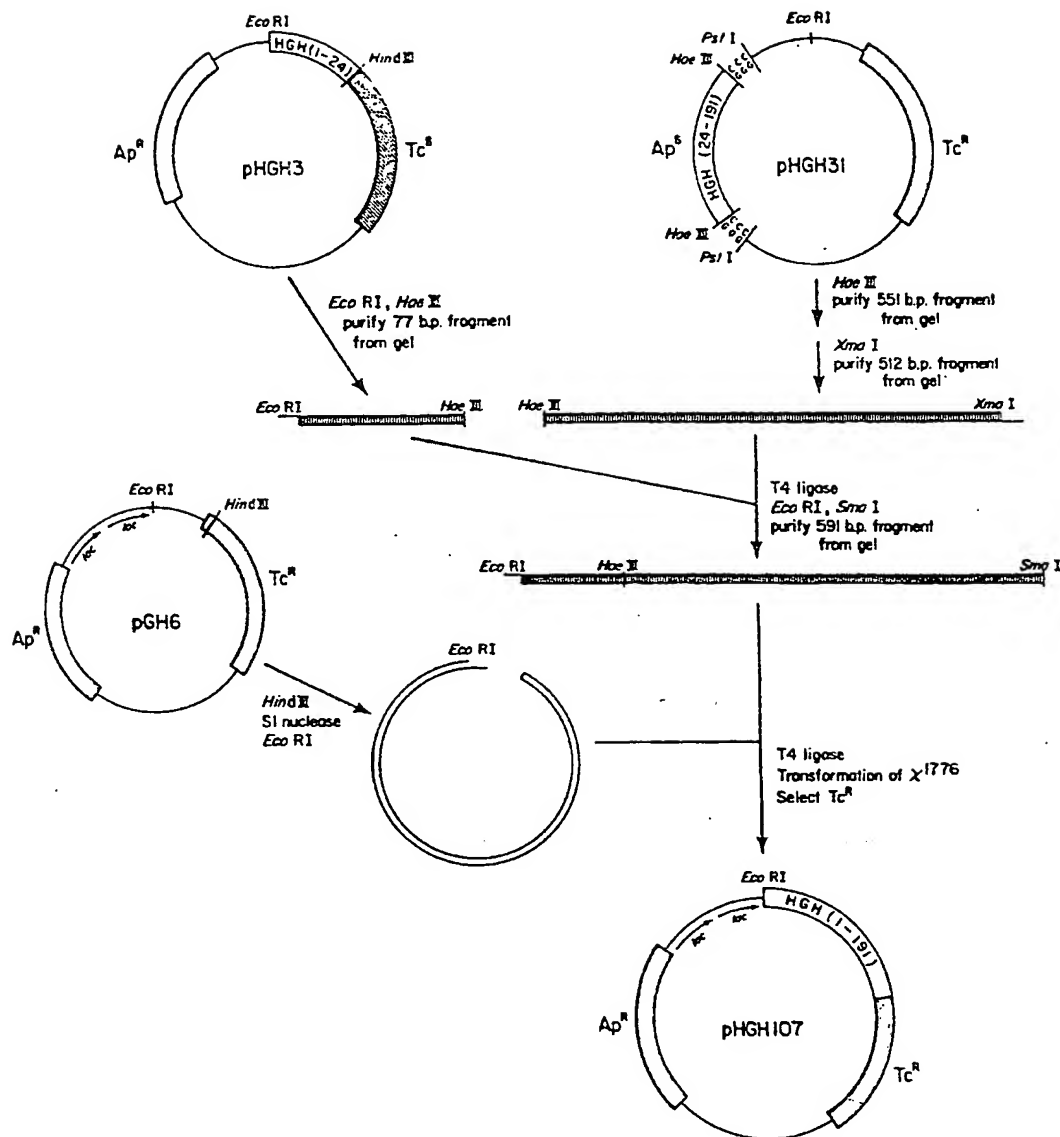 Eco RI
HGH (1-24)
Hind III
Ap^R
Tc^S
pHGH3
Eco RI
Pst I
Hae III
Ap^S
HGH (24-191)
Tc^R
pHGH31
Hae III
Pst I
Eco RI, Hae III
purify 77 b.p. fragment
from gel
Hae III
purify 551 b.p. fragment
from gel
Xma I
purify 512 b.p. fragment
from gel
Eco RI
Hae III
Hae III
Xma I
T4 ligase
Eco RI, Sma I
purify 591 b.p. fragment
from gel
Eco RI
Hind III
lac
lac
Ap^R
Tc^R
pGH6
Eco RI
Hae III
Sma I
Hind III
S1 nuclease
Eco RI
Eco RI
T4 ligase
Transformation of χ1776
Select Tc^R
Eco RI
HGH (1-191)
lac
lac
Ap^R
pHGH107
Tc^R